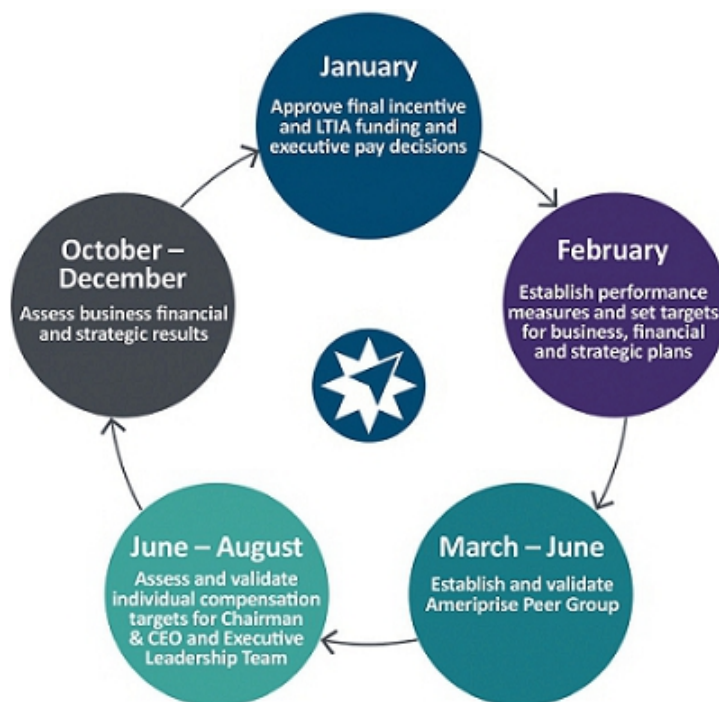 January
Approve final incentive
and LTIA funding and
executive pay decisions
February
Establish performance
measures and set targets
for business, financial
and strategic plans
March – June
Establish and validate
Ameriprise Peer Group
June – August
Assess and validate
individual compensation
targets for Chairman
& CEO and Executive
Leadership Team
October –
December
Assess business financial
and strategic results